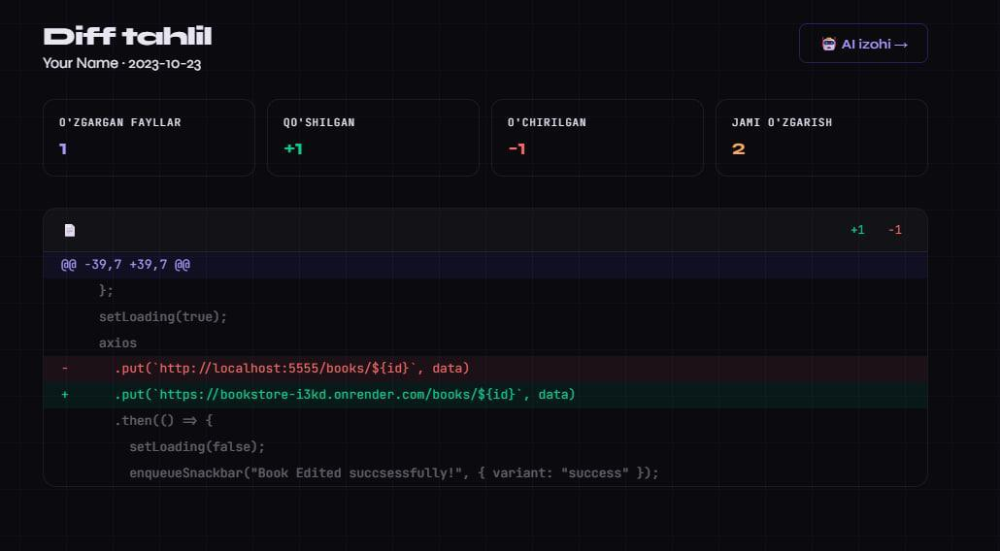 Diff tahlil
Your Name · 2023-10-23
AI izohi →
O'ZGARGAN FAYLLAR
1
QO'SHILGAN
+1
O'CHIRILGAN
-1
JAMI O'ZGARISH
2
+1 -1
@@ -39,7 +39,7 @@
};
setLoading(true);
axios
- .put(`http://localhost:5555/books/${id}`, data)
+ .put(`https://bookstore-i3kd.onrender.com/books/${id}`, data)
.then(() => {
setLoading(false);
enqueueSnackbar("Book Edited succsessfully!", { variant: "success" });